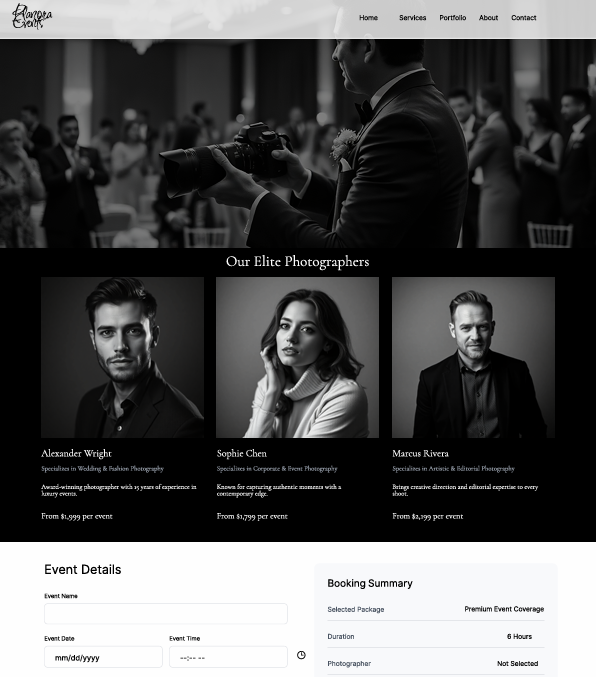 Planora
Events
Home Services Portfolio About Contact
Our Elite Photographers
Alexander Wright
Specializes in Wedding & Fashion Photography
Award-winning photographer with 15 years of experience in
luxury events.
From $1,999 per event
Sophie Chen
Specializes in Corporate & Event Photography
Known for capturing authentic moments with a
contemporary edge.
From $1,799 per event
Marcus Rivera
Specializes in Artistic & Editorial Photography
Brings creative direction and editorial expertise to every
shoot.
From $2,199 per event
Event Details
Event Name
Event Date Event Time
mm/dd/yyyy --:-- --
Booking Summary
Selected Package Premium Event Coverage
Duration 6 Hours
Photographer Not Selected